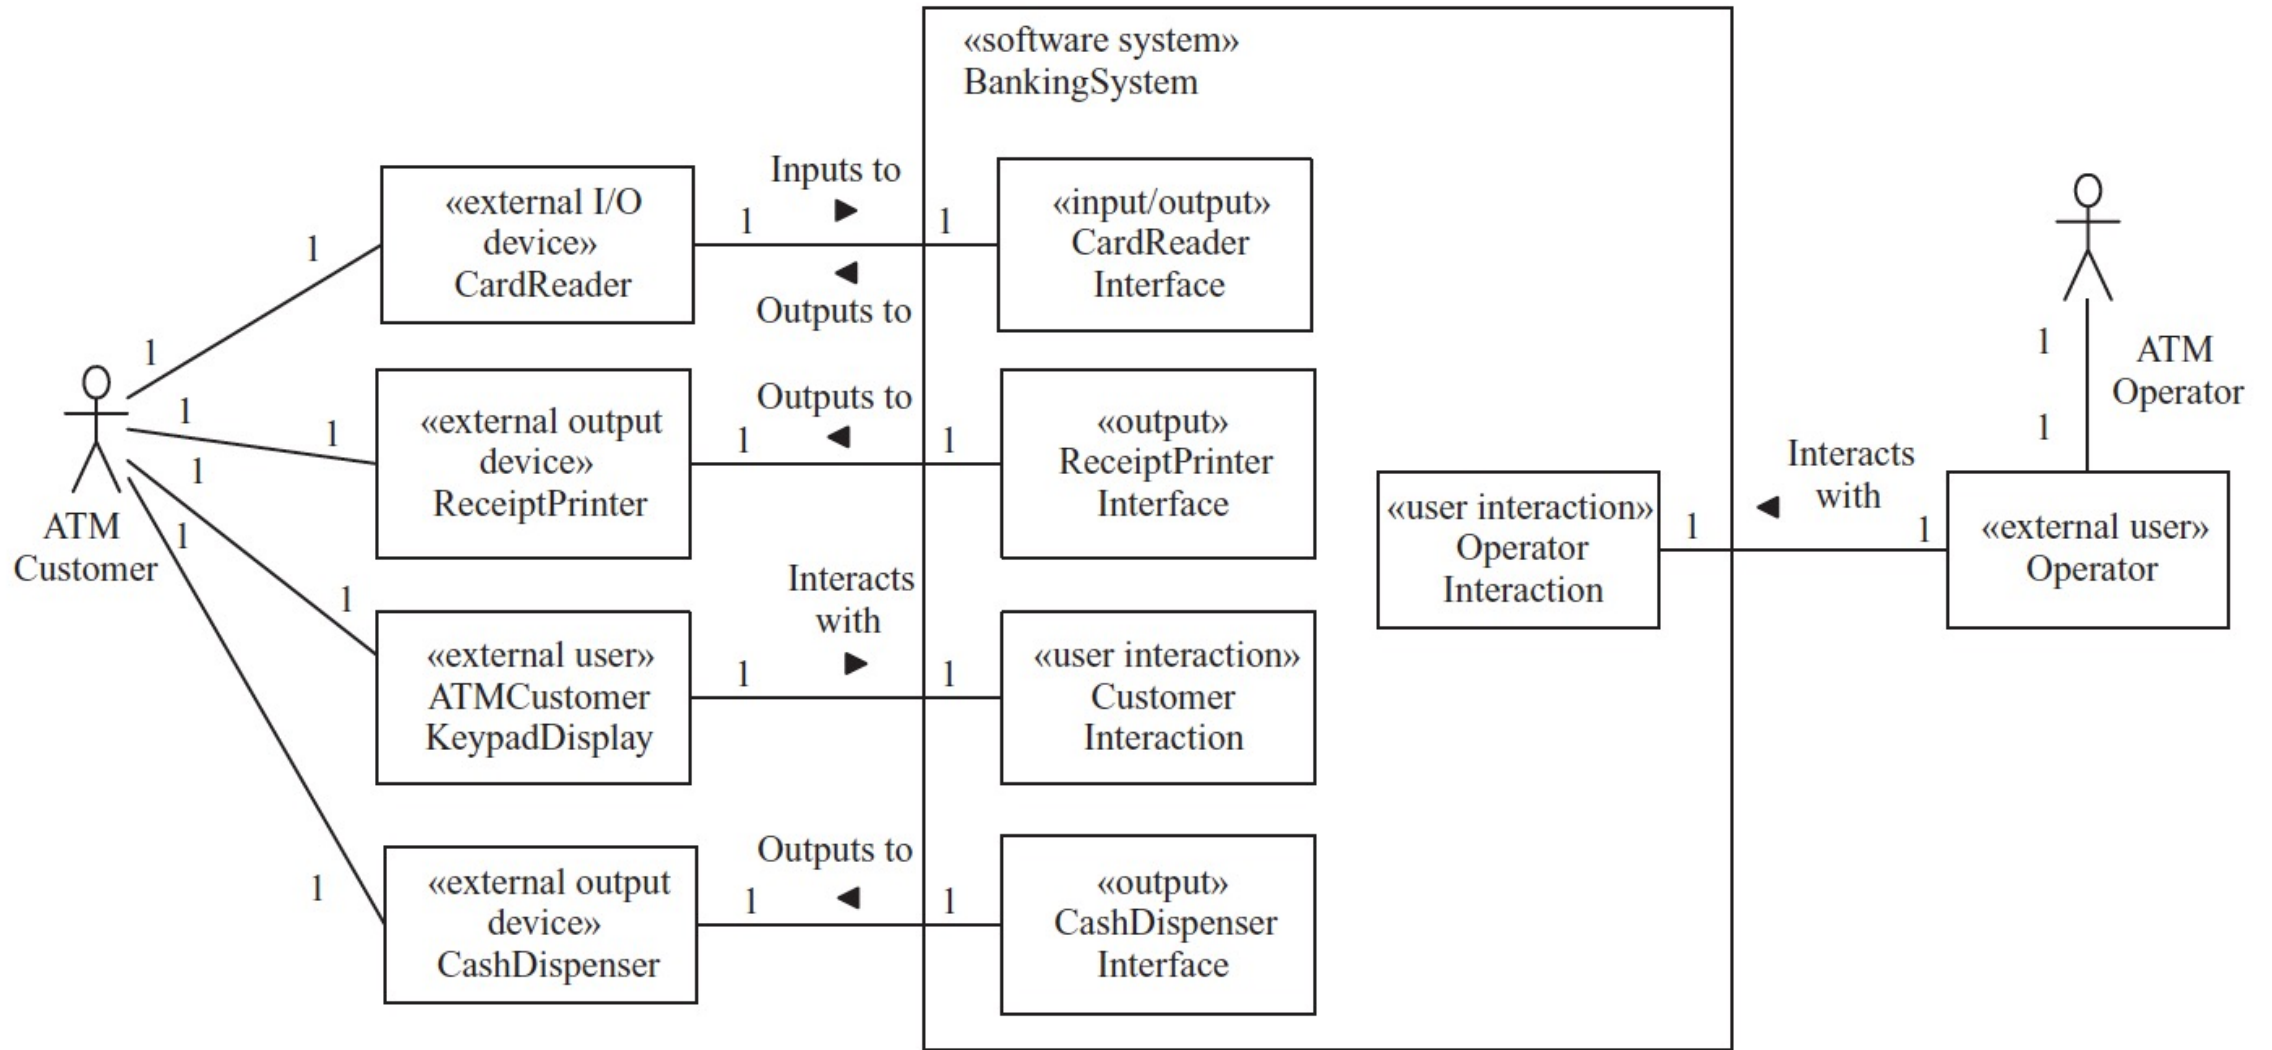 «software system»
BankingSystem
Inputs to
«external I/O
device»
CardReader
1
1
1
1
«input/output»
CardReader
Interface
Outputs to
ATM
Customer
1
1
«external output
device»
ReceiptPrinter
Outputs to
1
1
«output»
ReceiptPrinter
Interface
1
1
«external user»
ATMCustomer
KeypadDisplay
Interacts
with
1
1
«user interaction»
Customer
Interaction
1
1
«external output
device»
CashDispenser
Outputs to
1
1
«output»
CashDispenser
Interface
«user interaction»
Operator
Interaction
1
Interacts
with
1
1
ATM
Operator
1
«external user»
Operator